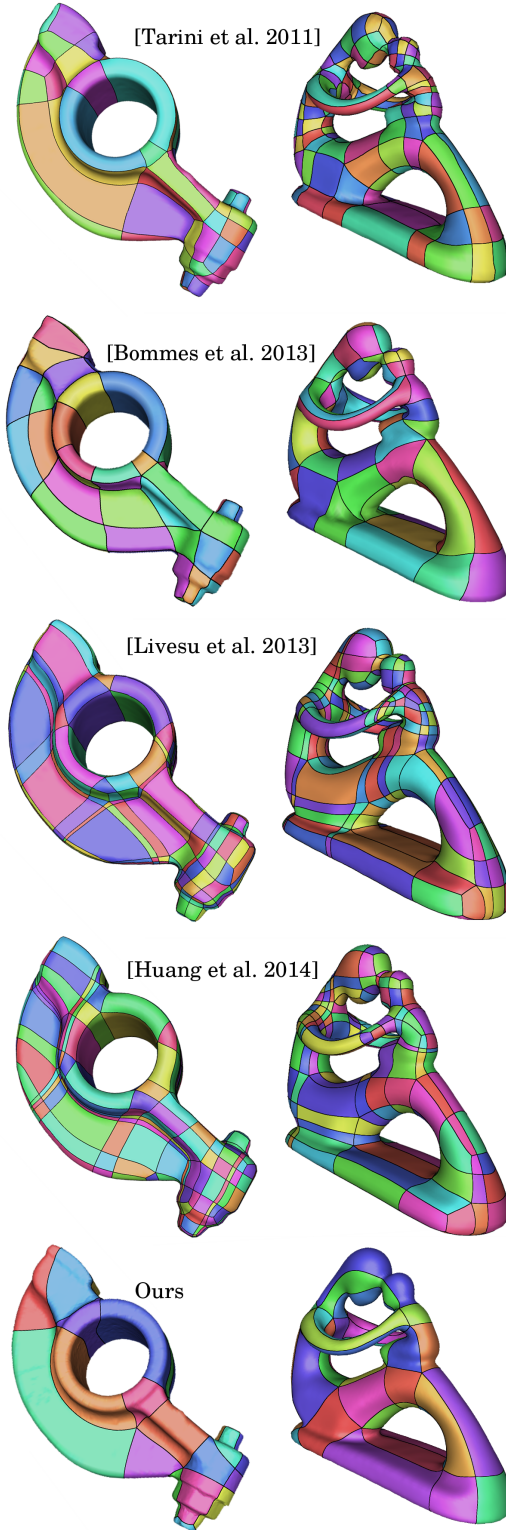 [Tarini et al. 2011]
[Bommes et al. 2013]
[Livesu et al. 2013]
[Huang et al. 2014]
Ours